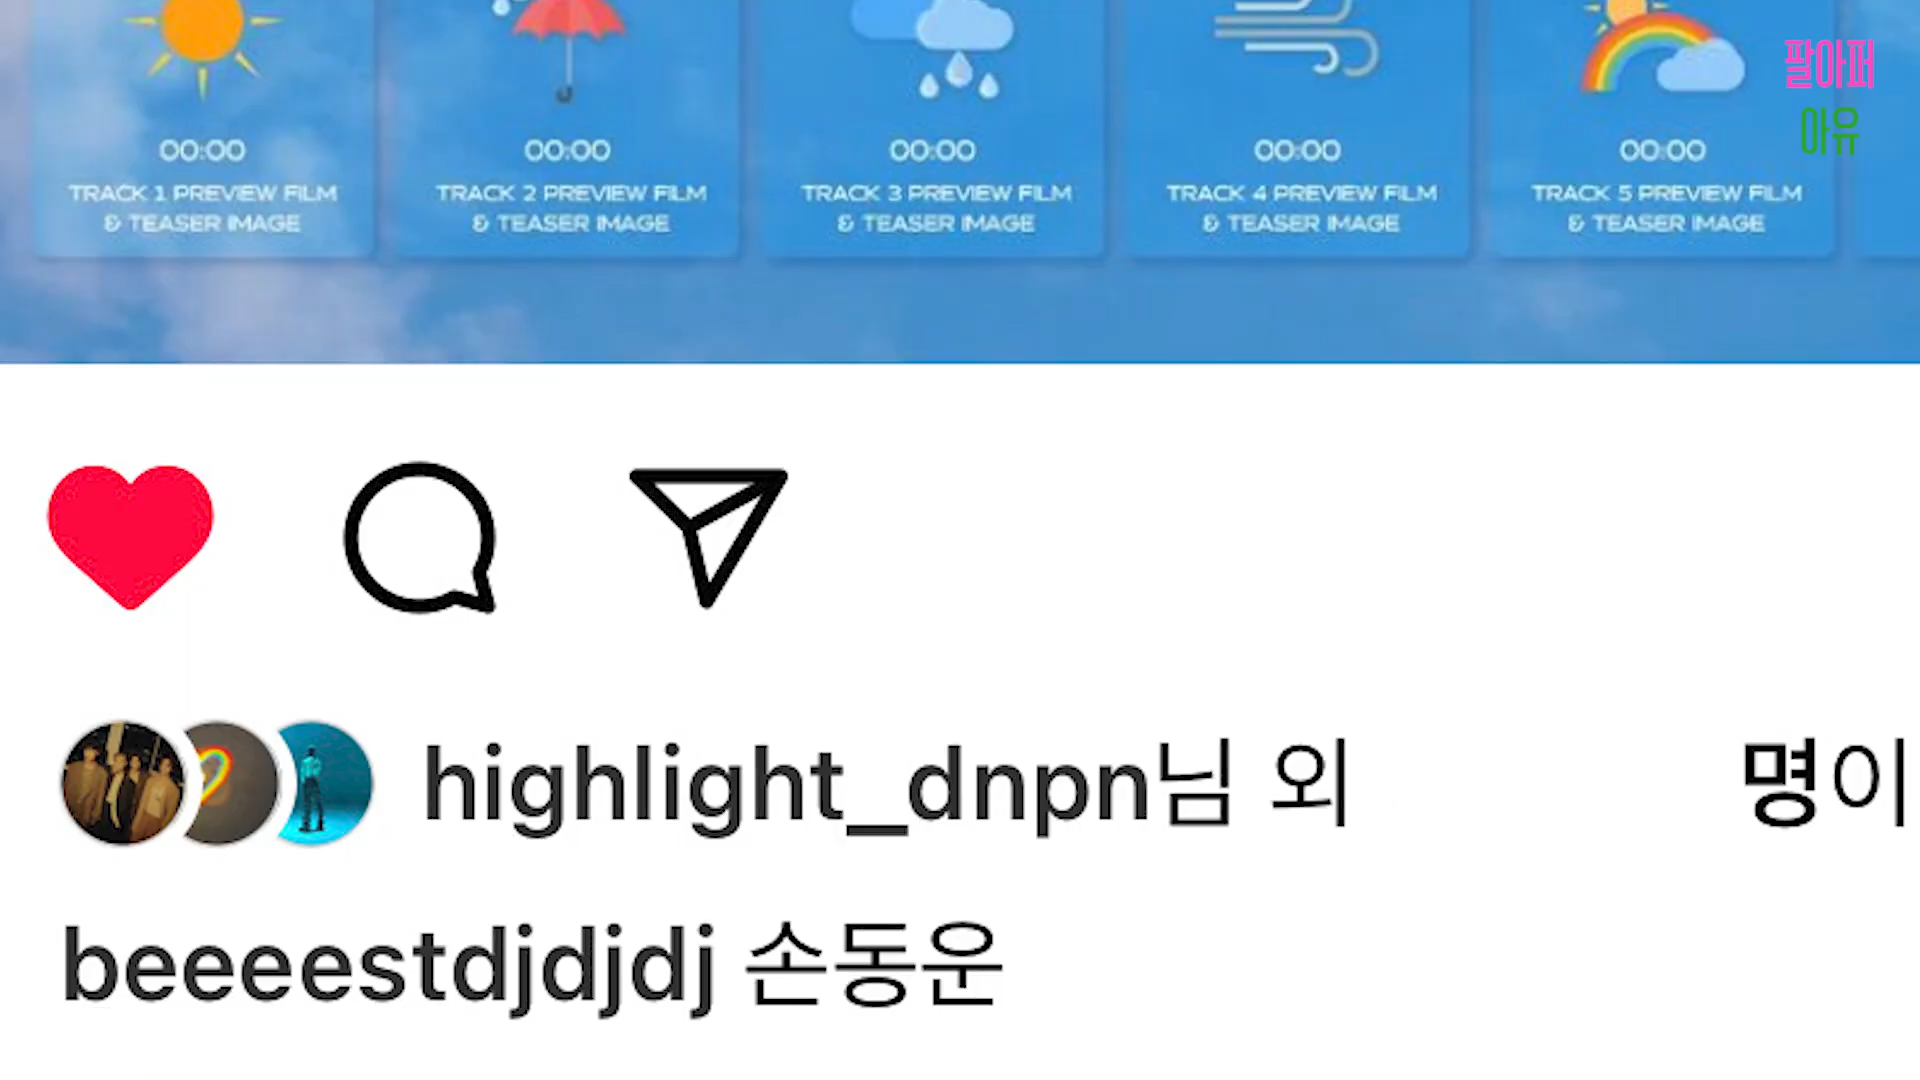 팔아퍼
아유
00:00 00:00 00:00 00:00 00:00
TRACK 1 PREVIEW FILM TRACK 2 PREVIEW FILM TRACK 3 PREVIEW FILM TRACK 4 PREVIEW FILM TRACK 5 PREVIEW FILM
& TEASER IMAGE & TEASER IMAGE & TEASER IMAGE & TEASER IMAGE & TEASER IMAGE
highlight_dnpn님 외 명이
beeeestdjdjdj 손동운